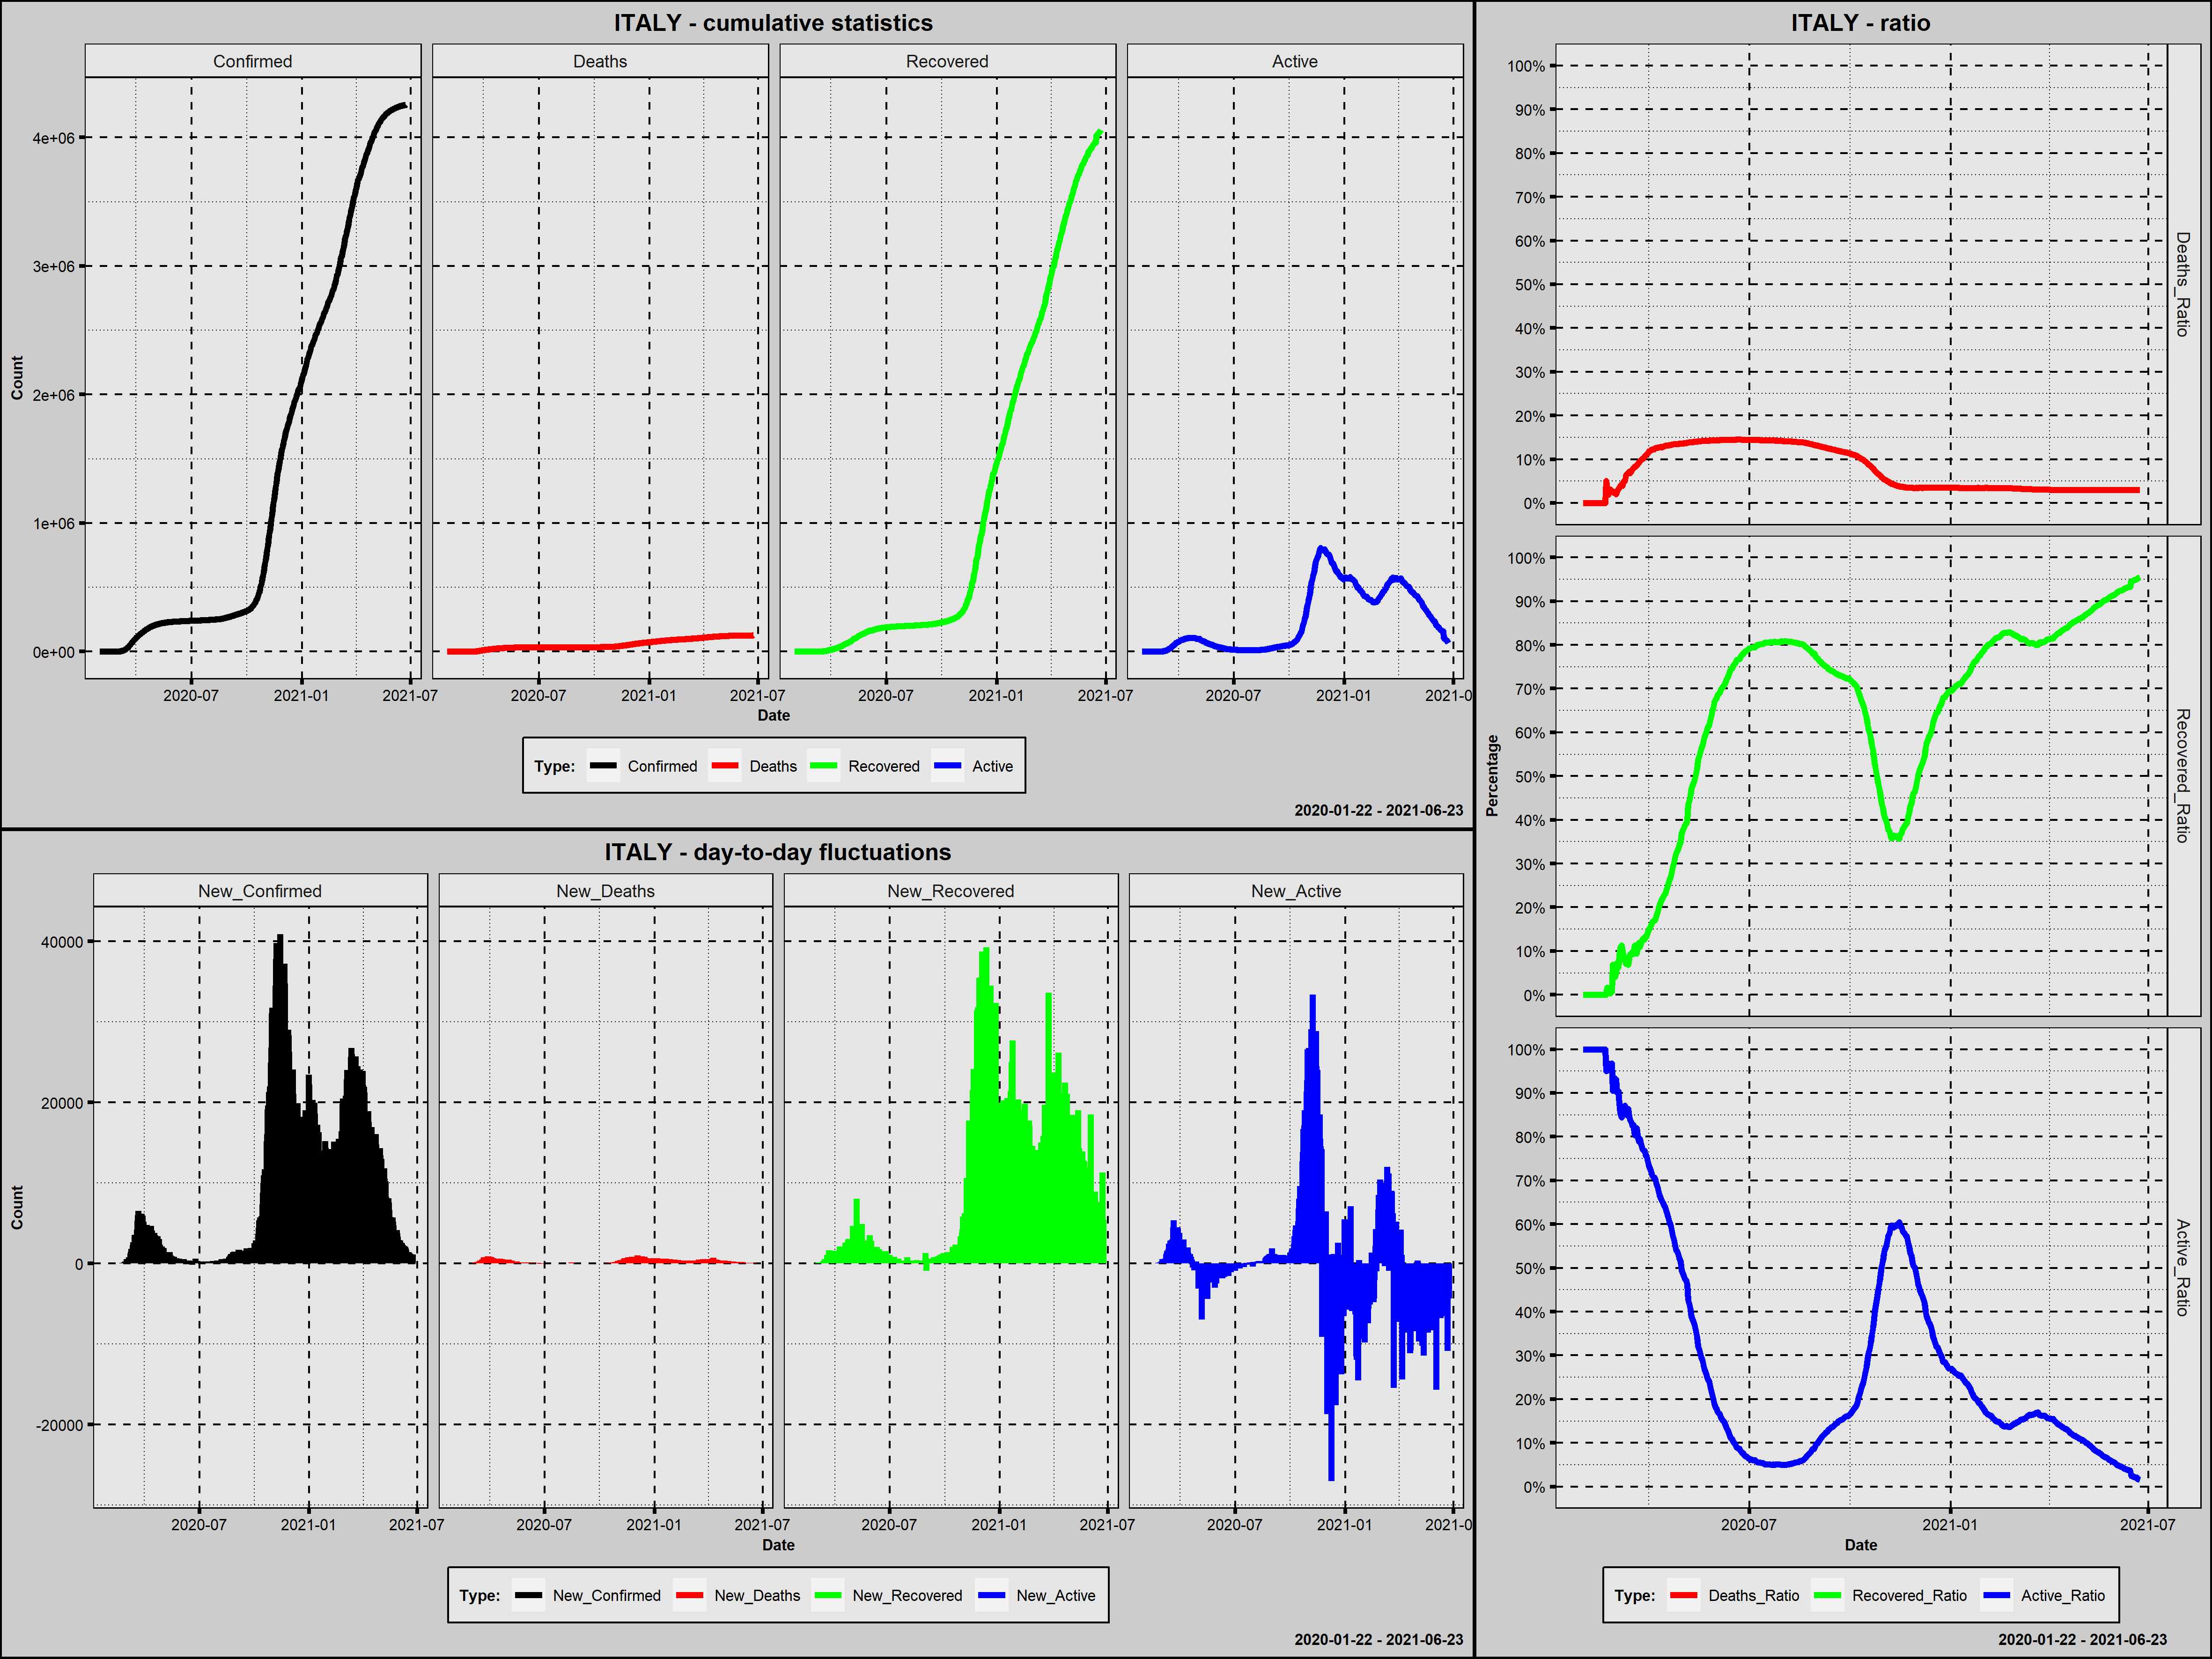 ITALY - cumulative statistics
Confirmed Deaths Recovered Active
4e+06
3e+06
2e+06
1e+06
0e+00
Count
2020-07 2021-01 2021-07 2020-07 2021-01 2021-07 2020-07 2021-01 2021-07 2020-07 2021-01 2021-0
Date
Type: Confirmed Deaths Recovered Active
2020-01-22 - 2021-06-23
ITALY - day-to-day fluctuations
New_Confirmed New_Deaths New_Recovered New_Active
40000
20000
0
-20000
Count
2020-07 2021-01 2021-07 2020-07 2021-01 2021-07 2020-07 2021-01 2021-07 2020-07 2021-01 2021-0
Date
Type: New_Confirmed New_Deaths New_Recovered New_Active
2020-01-22 - 2021-06-23
ITALY - ratio
100%
90%
80%
70%
60%
50%
40%
30%
20%
10%
0%
Deaths_Ratio
100%
90%
80%
70%
60%
50%
40%
30%
20%
10%
0%
Recovered_Ratio
Percentage
100%
90%
80%
70%
60%
50%
40%
30%
20%
10%
0%
Active_Ratio
2020-07 2021-01 2021-07
Date
Type: Deaths_Ratio Recovered_Ratio Active_Ratio
2020-01-22 - 2021-06-23